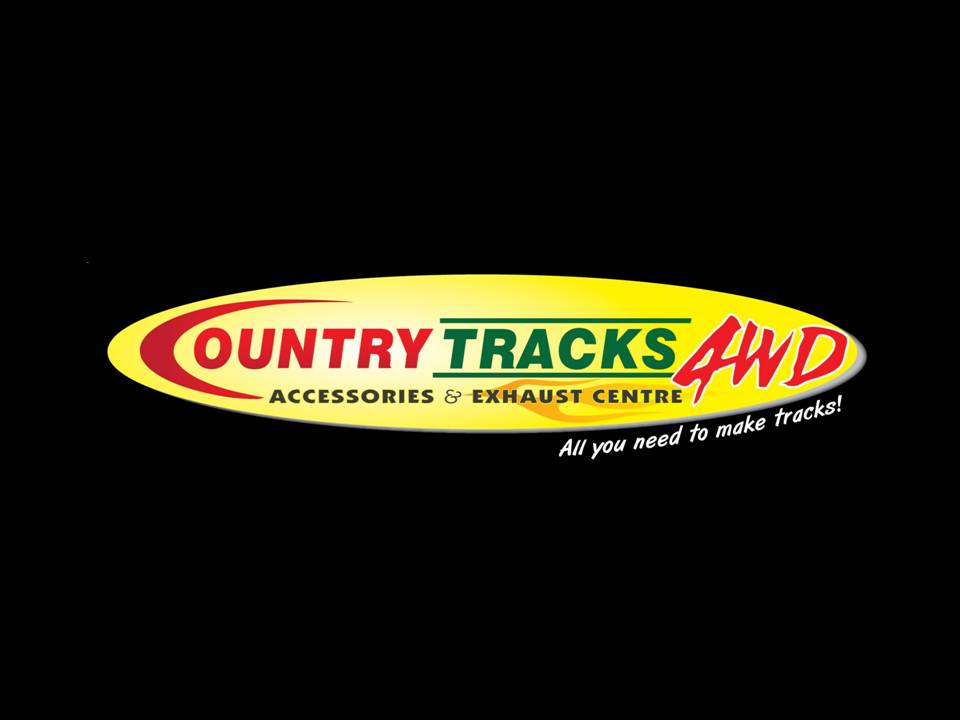 COUNTRY TRACKS 4WD
ACCESSORIES & EXHAUST CENTRE
All you need to make tracks!